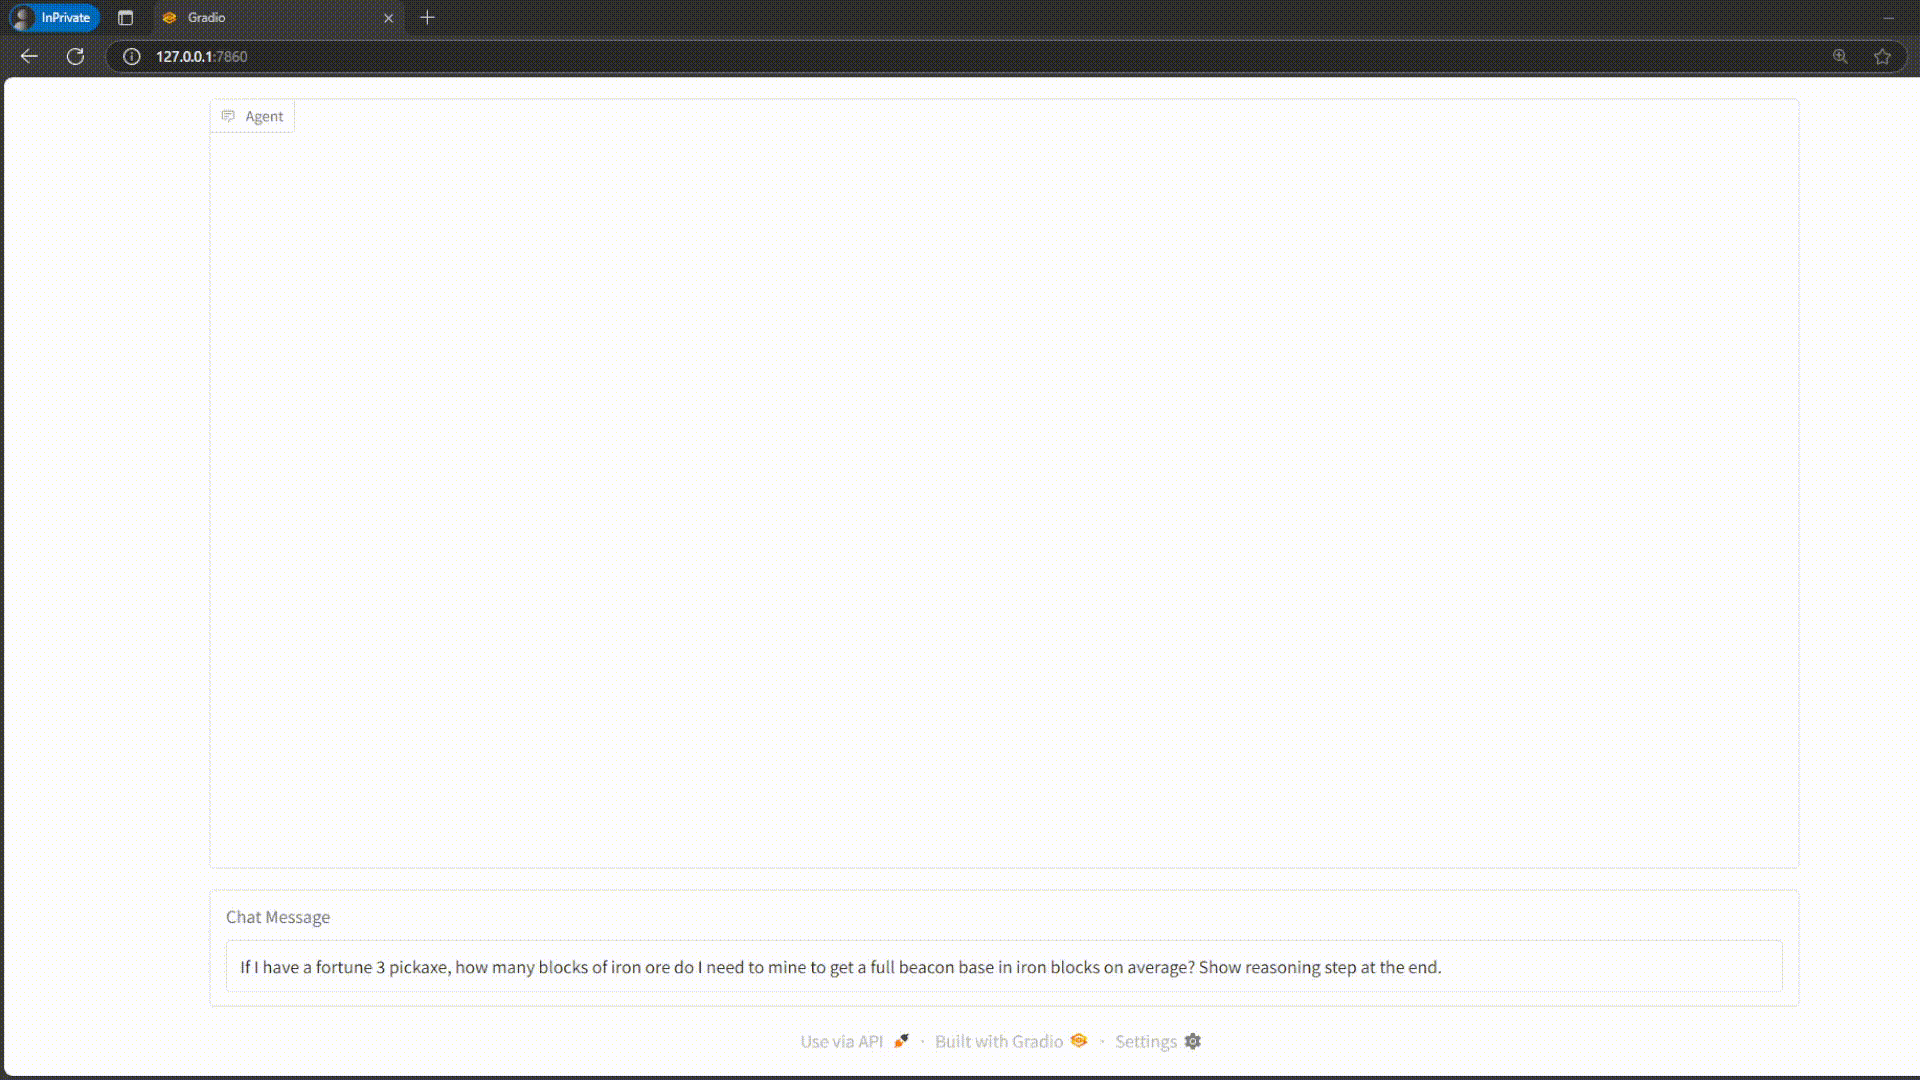 InPrivate
Gradio
127.0.0.1:7860
Agent
Chat Message
If I have a fortune 3 pickaxe, how many blocks of iron ore do I need to mine to get a full beacon base in iron blocks on average? Show reasoning step at the end.
Use via API · Built with Gradio · Settings